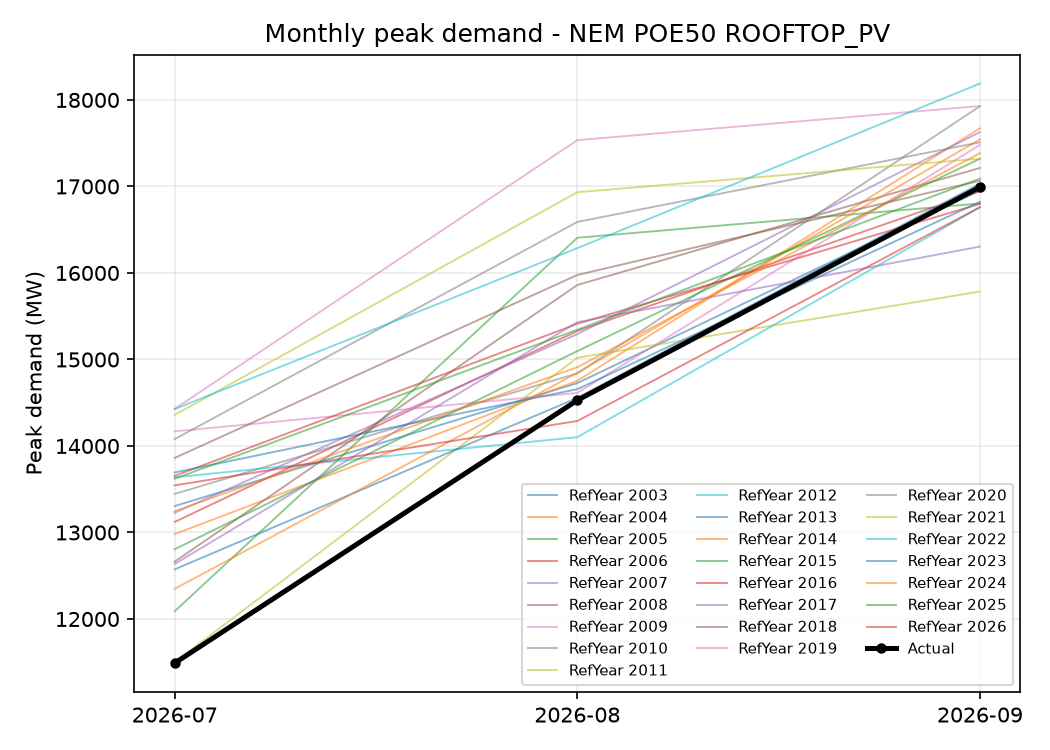 Monthly peak demand - NEM POE50 ROOFTOP_PV
Peak demand (MW)
18000
17000
16000
15000
14000
13000
12000
2026-07
2026-08
2026-09
RefYear 2003
RefYear 2004
RefYear 2005
RefYear 2006
RefYear 2007
RefYear 2008
RefYear 2009
RefYear 2010
RefYear 2011
RefYear 2012
RefYear 2013
RefYear 2014
RefYear 2015
RefYear 2016
RefYear 2017
RefYear 2018
RefYear 2019
RefYear 2020
RefYear 2021
RefYear 2022
RefYear 2023
RefYear 2024
RefYear 2025
RefYear 2026
Actual